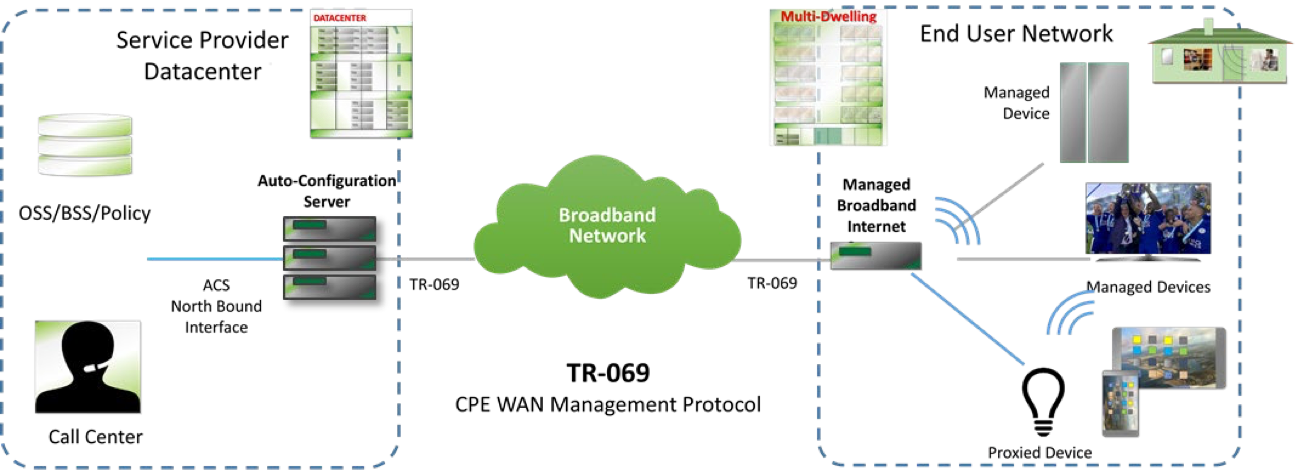 DATACENTER
Service Provider
Datacenter
OSS/BSS/Policy
Auto-Configuration
Server
ACS
North Bound
Interface
Call Center
TR-069
Broadband
Network
TR-069
TR-069
CPE WAN Management Protocol
Multi-Dwelling
End User Network
Managed
Device
Managed
Broadband
Internet
Managed Devices
Proxied Device